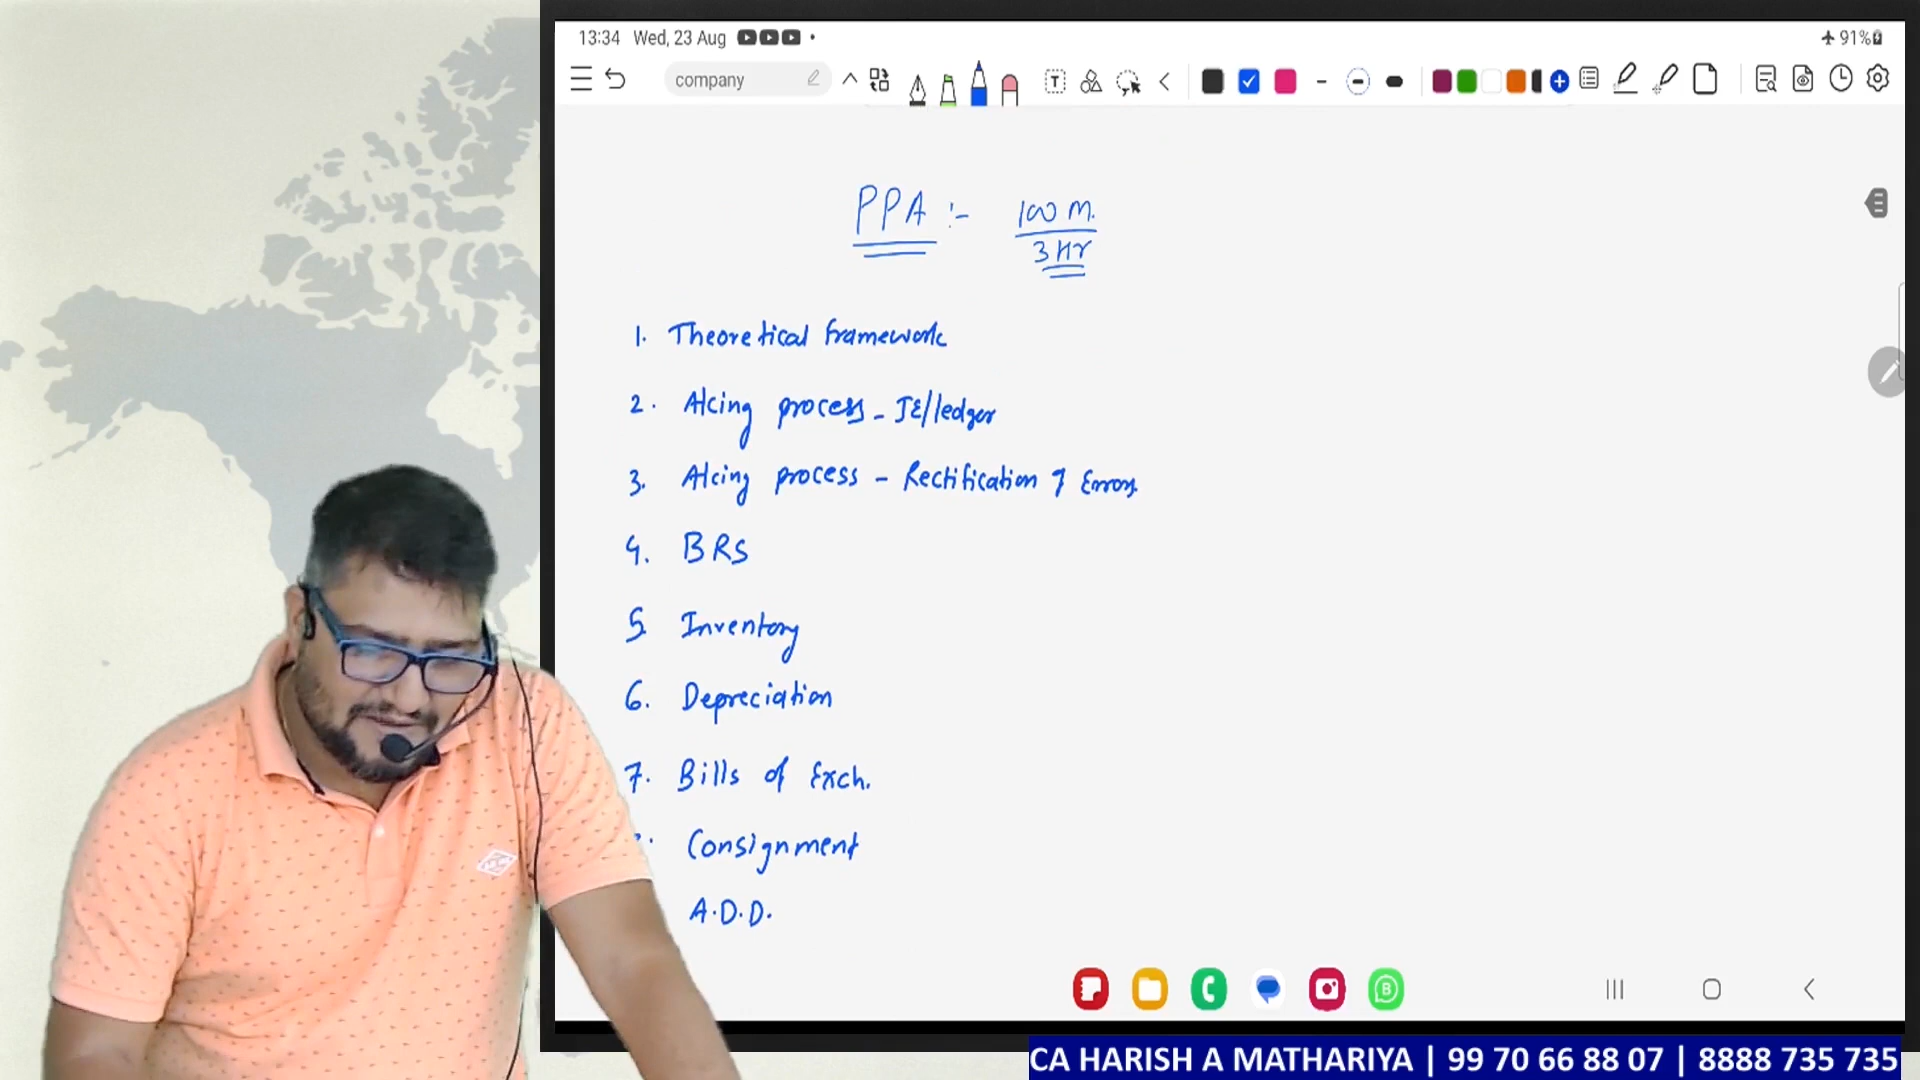 13:34 Wed, 23 Aug
91%
company
T
PPA :- 100 M.
3 Hr
1. Theoretical framework
2. A/cing process - JE/ledger
3. A/cing process - Rectification of Errors
4. BRS
5. Inventory
6. Depreciation
7. Bills of Exch.
Consignment
A.D.D.
CA HARISH A MATHARIYA | 99 70 66 88 07 | 8888 735 735